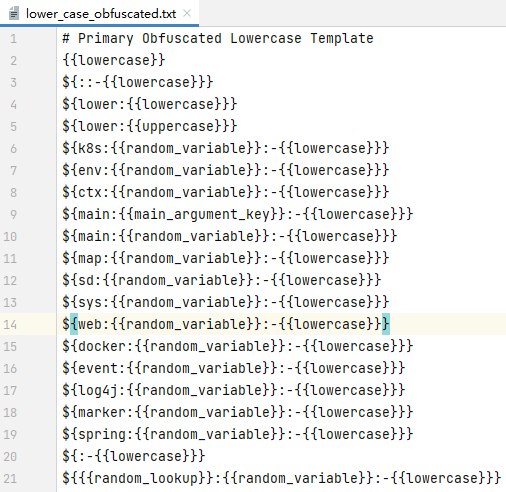 lower_case_obfuscated.txt
1 # Primary Obfuscated Lowercase Template
2 {{lowercase}}
3 ${::-{{lowercase}}}
4 ${lower:{{lowercase}}}
5 ${lower:{{uppercase}}}
6 ${k8s:{{random_variable}}:-{{lowercase}}}
7 ${env:{{random_variable}}:-{{lowercase}}}
8 ${ctx:{{random_variable}}:-{{lowercase}}}
9 ${main:{{main_argument_key}}:-{{lowercase}}}
10 ${main:{{random_variable}}:-{{lowercase}}}
11 ${map:{{random_variable}}:-{{lowercase}}}
12 ${sd:{{random_variable}}:-{{lowercase}}}
13 ${sys:{{random_variable}}:-{{lowercase}}}
14 ${web:{{random_variable}}:-{{lowercase}}}
15 ${docker:{{random_variable}}:-{{lowercase}}}
16 ${event:{{random_variable}}:-{{lowercase}}}
17 ${log4j:{{random_variable}}:-{{lowercase}}}
18 ${marker:{{random_variable}}:-{{lowercase}}}
19 ${spring:{{random_variable}}:-{{lowercase}}}
20 ${:-{{lowercase}}}
21 ${{{random_lookup}}:{{random_variable}}:-{{lowercase}}}